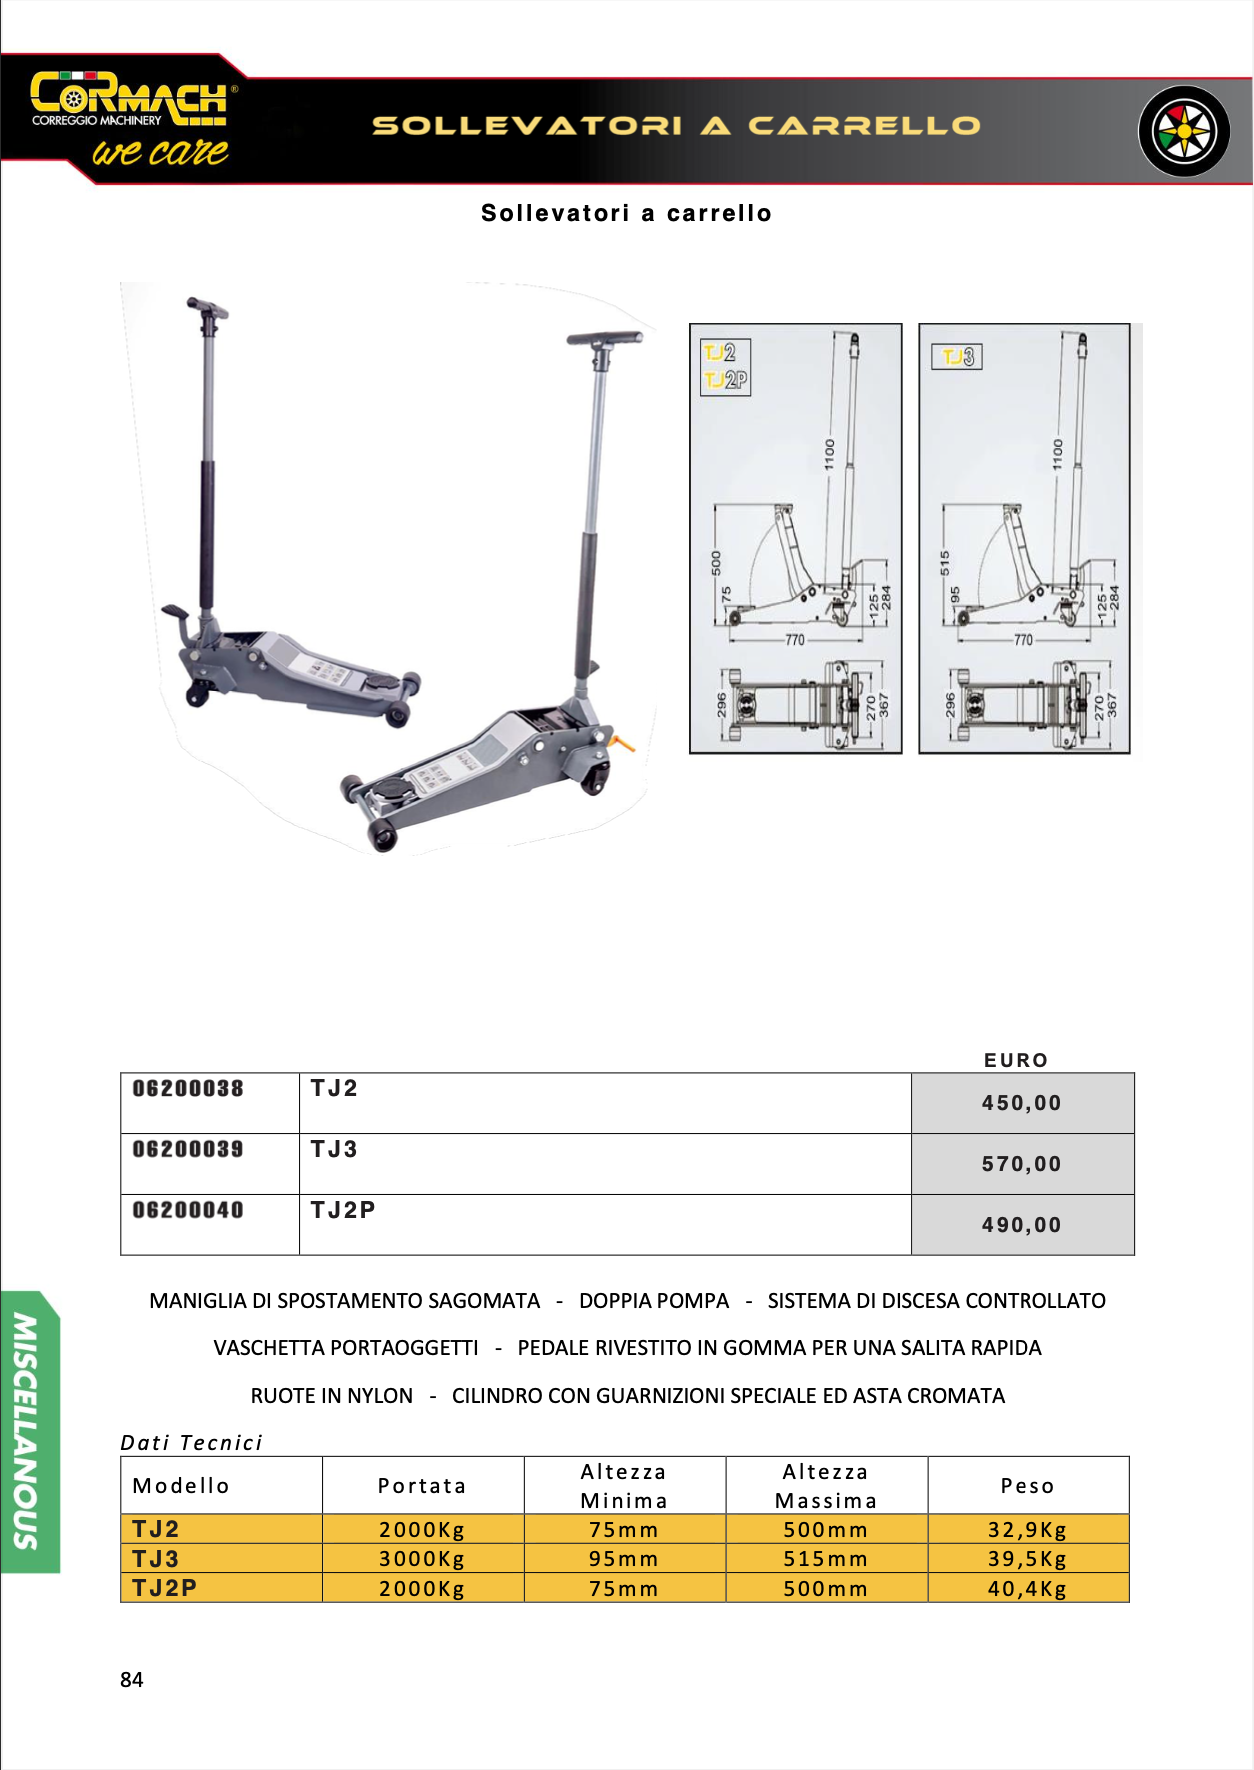 CORMACH®
CORREGGIO MACHINERY
we care
SOLLEVATORI A CARRELLO
Sollevatori a carrello
TJ2
TJ2P
1100
500
75
125
284
770
296
270
367
TJ3
1100
515
95
125
284
770
296
270
367
EURO
06200038 TJ2 450,00
06200039 TJ3 570,00
06200040 TJ2P 490,00
MANIGLIA DI SPOSTAMENTO SAGOMATA - DOPPIA POMPA - SISTEMA DI DISCESA CONTROLLATO
VASCHETTA PORTAOGGETTI - PEDALE RIVESTITO IN GOMMA PER UNA SALITA RAPIDA
RUOTE IN NYLON - CILINDRO CON GUARNIZIONI SPECIALE ED ASTA CROMATA
MISCELLANOUS
Dati Tecnici
Modello Portata Altezza Minima Altezza Massima Peso
TJ2 2000Kg 75mm 500mm 32,9Kg
TJ3 3000Kg 95mm 515mm 39,5Kg
TJ2P 2000Kg 75mm 500mm 40,4Kg
84